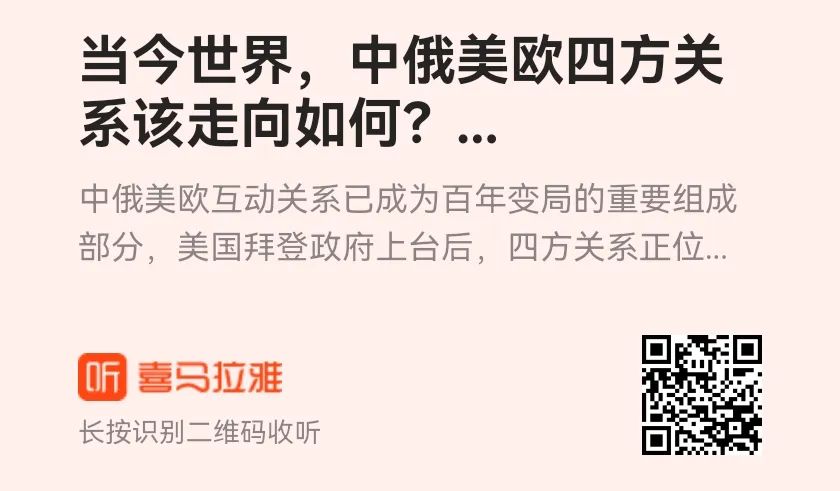 当今世界，中俄美欧四方关
系该走向如何？...
中俄美欧互动关系已成为百年变局的重要组成
部分，美国拜登政府上台后，四方关系正位...
听 喜马拉雅
长按识别二维码收听